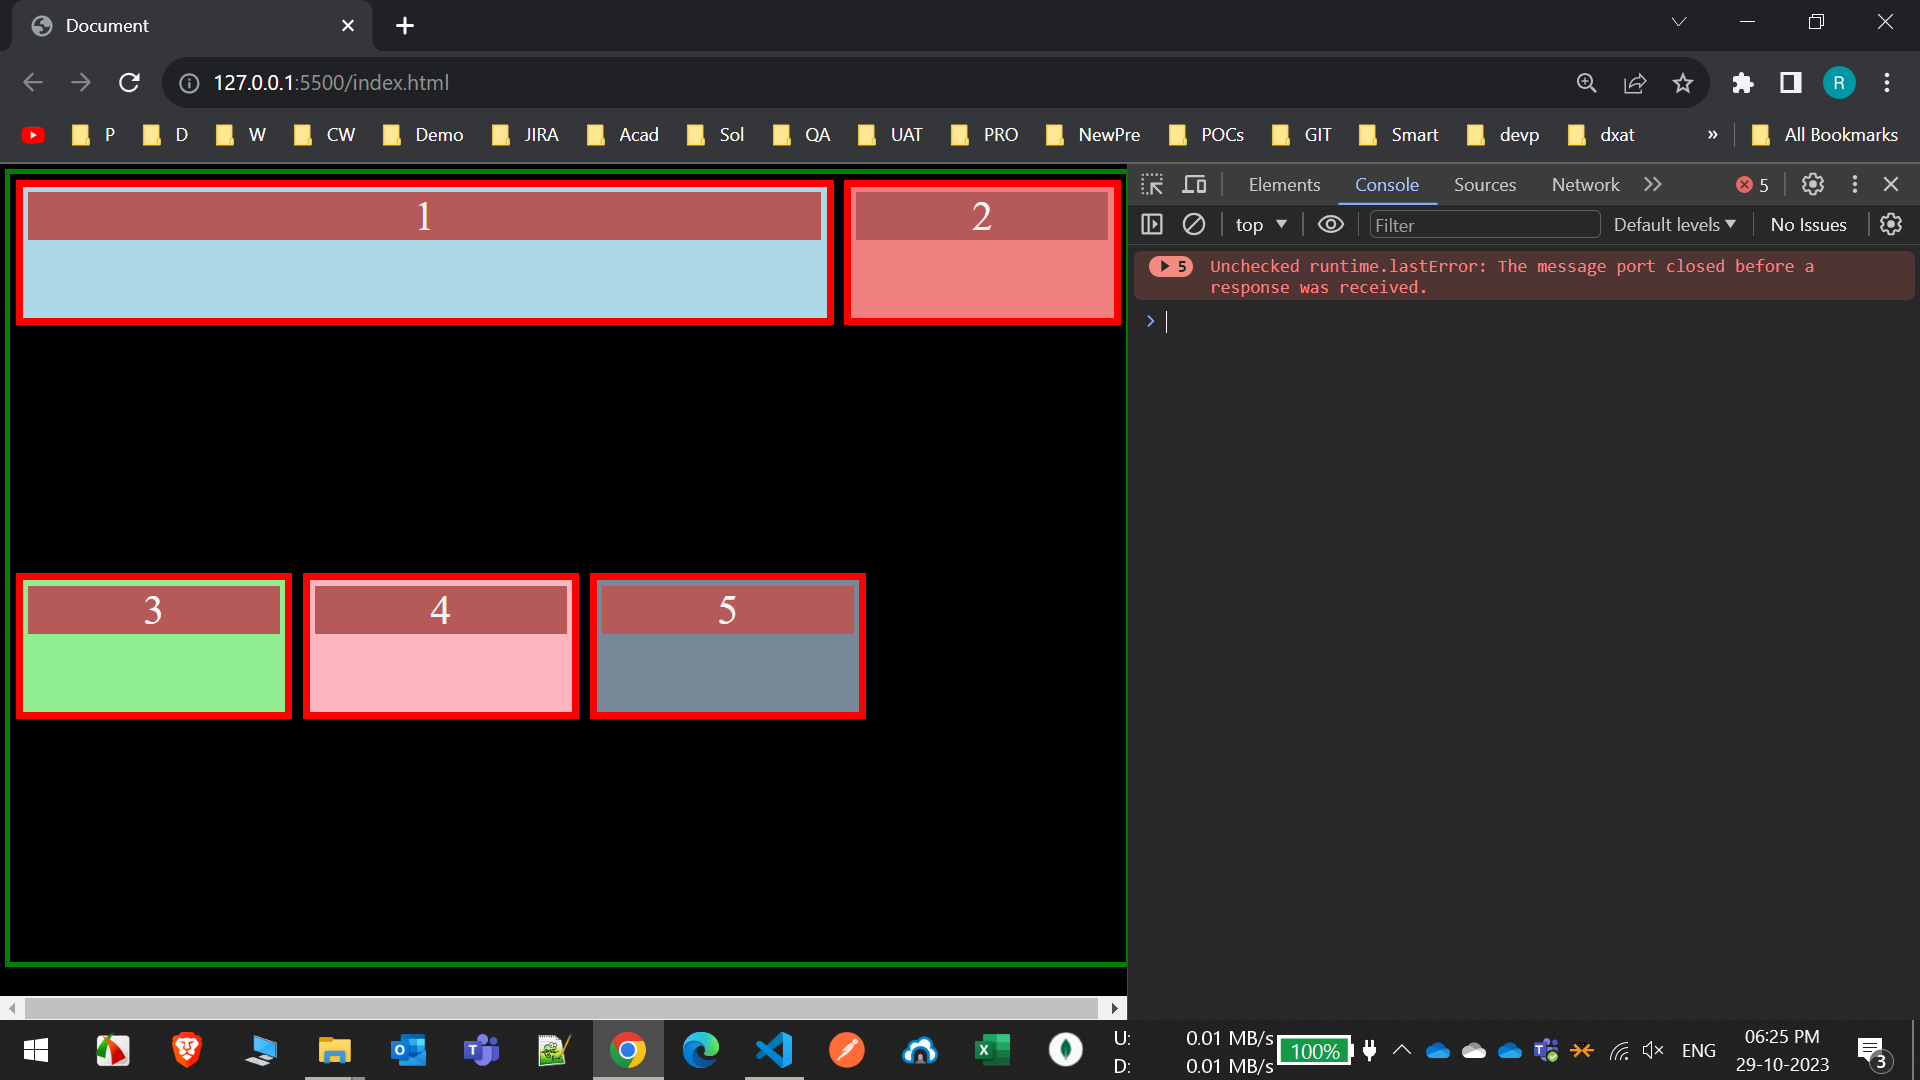 Document
127.0.0.1:5500/index.html
R
P D W CW Demo JIRA Acad Sol QA UAT PRO NewPre POCs GIT Smart devp dxat » All Bookmarks
Elements Console Sources Network 5
top Filter Default levels No Issues
5 Unchecked runtime.lastError: The message port closed before a
response was received.
1 2
3 4 5
U: 0.01 MB/s
D: 0.01 MB/s
100%
ENG
06:25 PM
29-10-2023
3